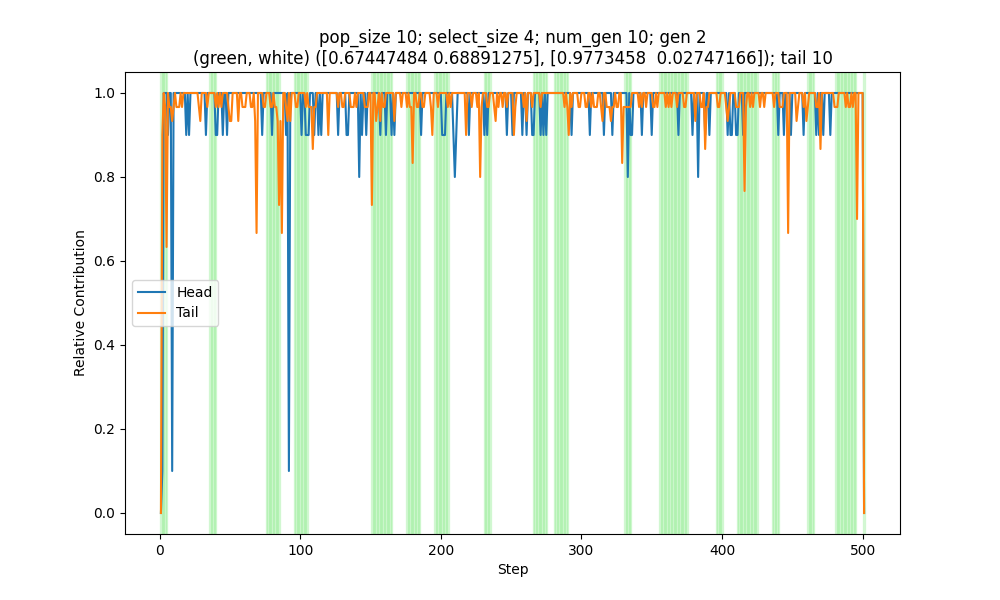 pop_size 10; select_size 4; num_gen 10; gen 2
(green, white) ([0.67447484 0.68891275], [0.9773458  0.02747166]); tail 10
1.0
0.8
0.6
0.4
0.2
0.0
Relative Contribution
Head
Tail
0
100
200
300
400
500
Step